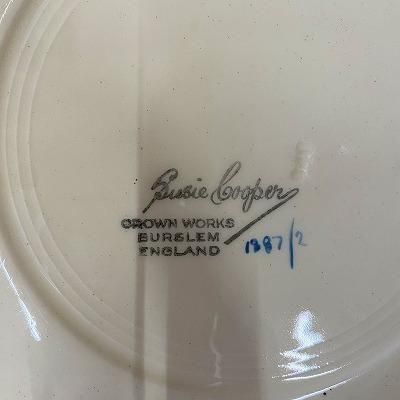 Susie Cooper
CROWN WORKS
BURSLEM
ENGLAND
1387/2